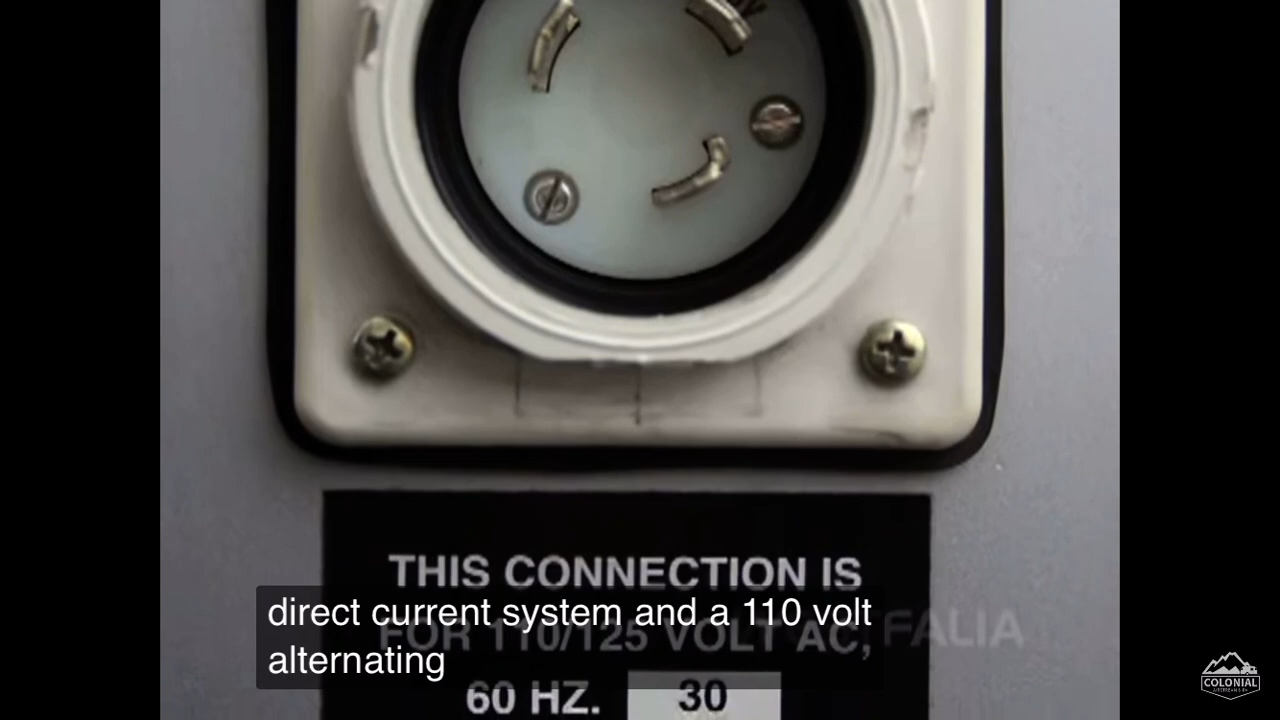 THIS CONNECTION IS
direct current system and a 110 volt
FOR 110/125 VOLT AC,
FALIA
alternating
60 HZ. 30
COLONIAL